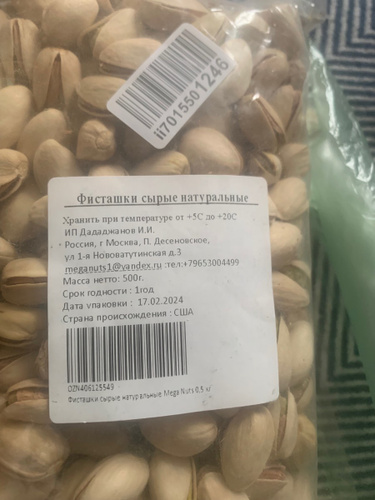 ii7015501246
Фисташки сырые натуральные
Хранить при температуре от +5С до +20С
ИП Дададжанов И.И.
Россия, г Москва, П. Десеновское,
ул 1-я Нововатутинская д.3
meganuts1@yandex.ru :тел:+79653004499
Масса нетто: 500г.
Срок годности : 1год
Дата упаковки : 17.02.2024
Страна происхождения : США
OZN406125549
Фисташки сырые натуральные Mega Nuts 0,5 кг